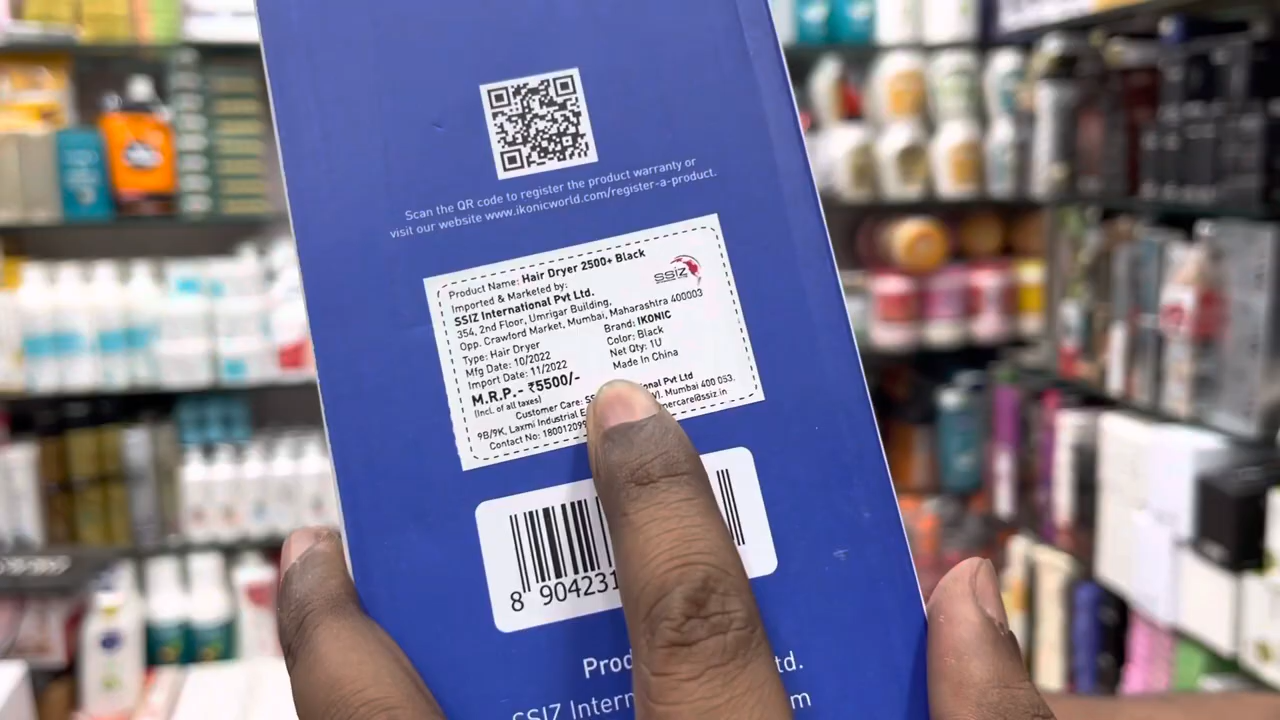 Scan the QR code to register the product warranty or
visit our website www.ikonicworld.com/register-a-product.
Product Name: Hair Dryer 2500+ Black
Imported & Marketed by:
SSIZ International Pvt Ltd.
SSIZ
354, 2nd Floor, Umrigar Building,
Opp. Crawford Market, Mumbai, Maharashtra 400003
Type: Hair Dryer
Brand: IKONIC
Mfg Date: 10/2022
Color: Black
Import Date: 11/2022
Net Qty: 1U
M.R.P.- ₹5500/-
Made In China
(Incl. of all taxes)
Customer Care: SS onal Pvt Ltd
9B/9K, Laxmi Industrial E W). Mumbai 400 053.
Contact No: 18001209 mercare@ssiz.in
8 904231
Prod td.
SSIZ Intern m